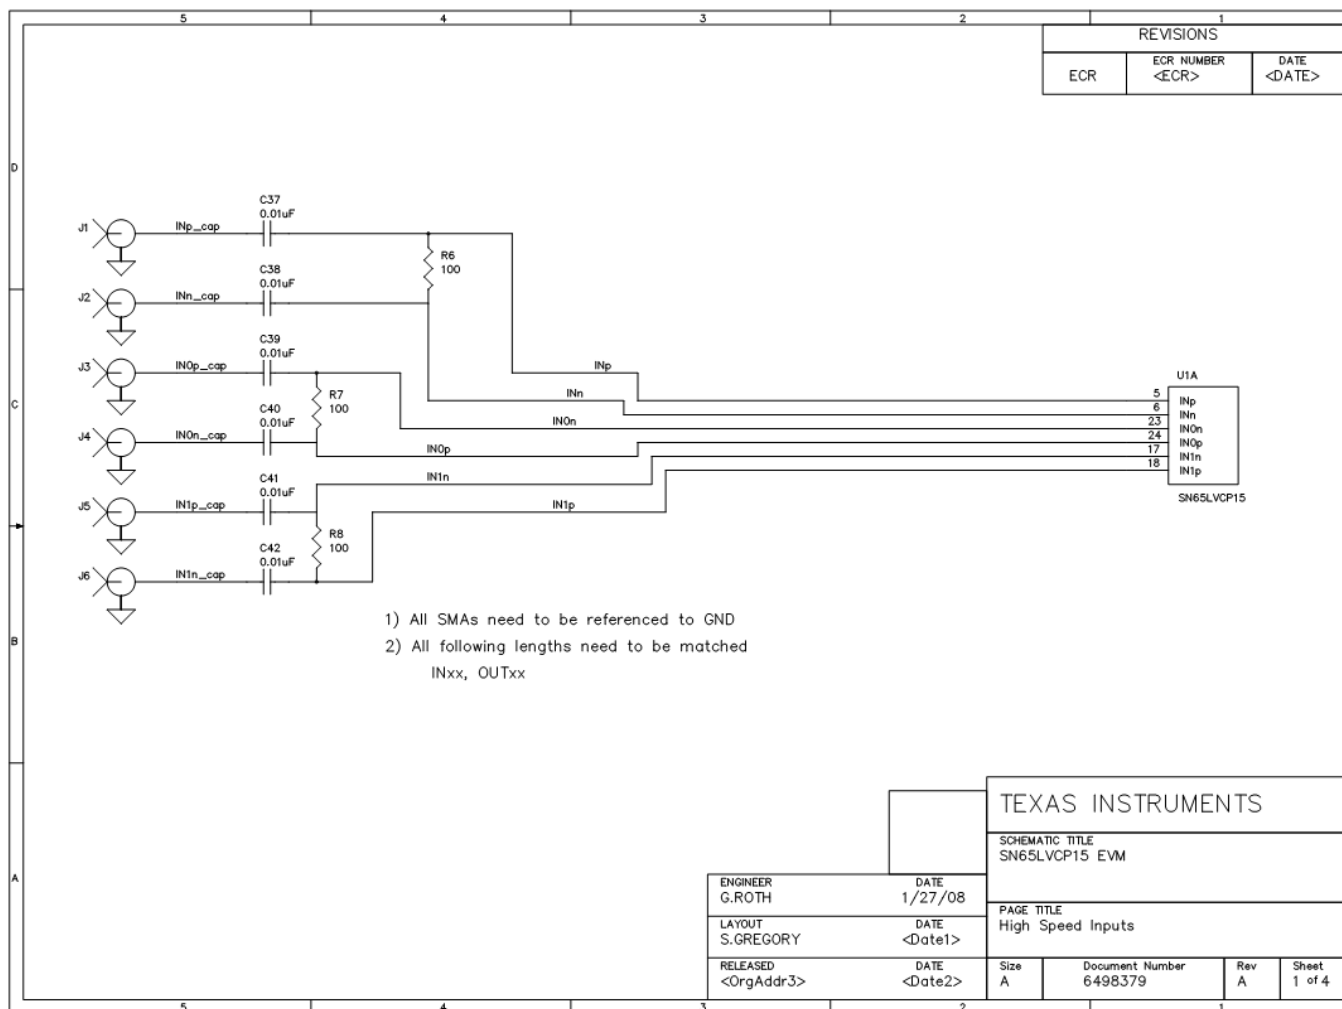 5 4 3 2 1
REVISIONS
ECR
ECR NUMBER
<ECR>
DATE
<DATE>
D
C
B
A
C37
0.01uF
J1
INp_cap
R6
100
C38
0.01uF
J2
INn_cap
C39
0.01uF
J3
IN0p_cap
INp
R7
100
INn
C40
0.01uF
J4
IN0n_cap
IN0n
IN0p
C41
0.01uF
IN1n
J5
IN1p_cap
IN1p
R8
100
C42
0.01uF
J6
IN1n_cap
U1A
5 INp
6 INn
23 IN0n
24 IN0p
17 IN1n
18 IN1p
SN65LVCP15
1) All SMAs need to be referenced to GND
2) All following lengths need to be matched
INxx, OUTxx
TEXAS INSTRUMENTS
SCHEMATIC TITLE
SN65LVCP15 EVM
ENGINEER DATE
G.ROTH 1/27/08
PAGE TITLE
High Speed Inputs
LAYOUT DATE
S.GREGORY <Date1>
RELEASED DATE
<OrgAddr3> <Date2>
Size
A
Document Number
6498379
Rev
A
Sheet
1 of 4
5 4 3 2 1